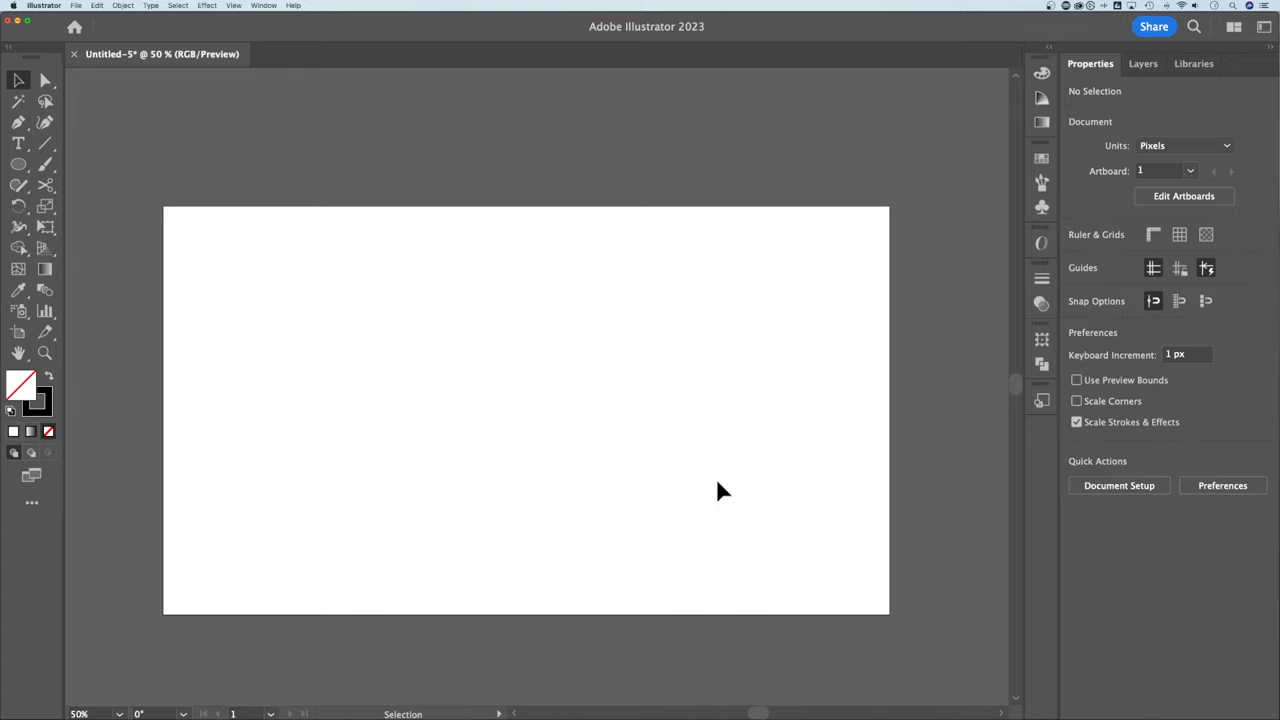 Illustrator File Edit Object Type Select Effect View Window Help
Adobe Illustrator 2023
Share
Untitled-5* @ 50 % (RGB/Preview)
Properties Layers Libraries
No Selection
Document
Units: Pixels
Artboard: 1
Edit Artboards
Ruler & Grids
Guides
Snap Options
Preferences
Keyboard Increment: 1 px
Use Preview Bounds
Scale Corners
Scale Strokes & Effects
Quick Actions
Document Setup Preferences
50% 0° 1 Selection